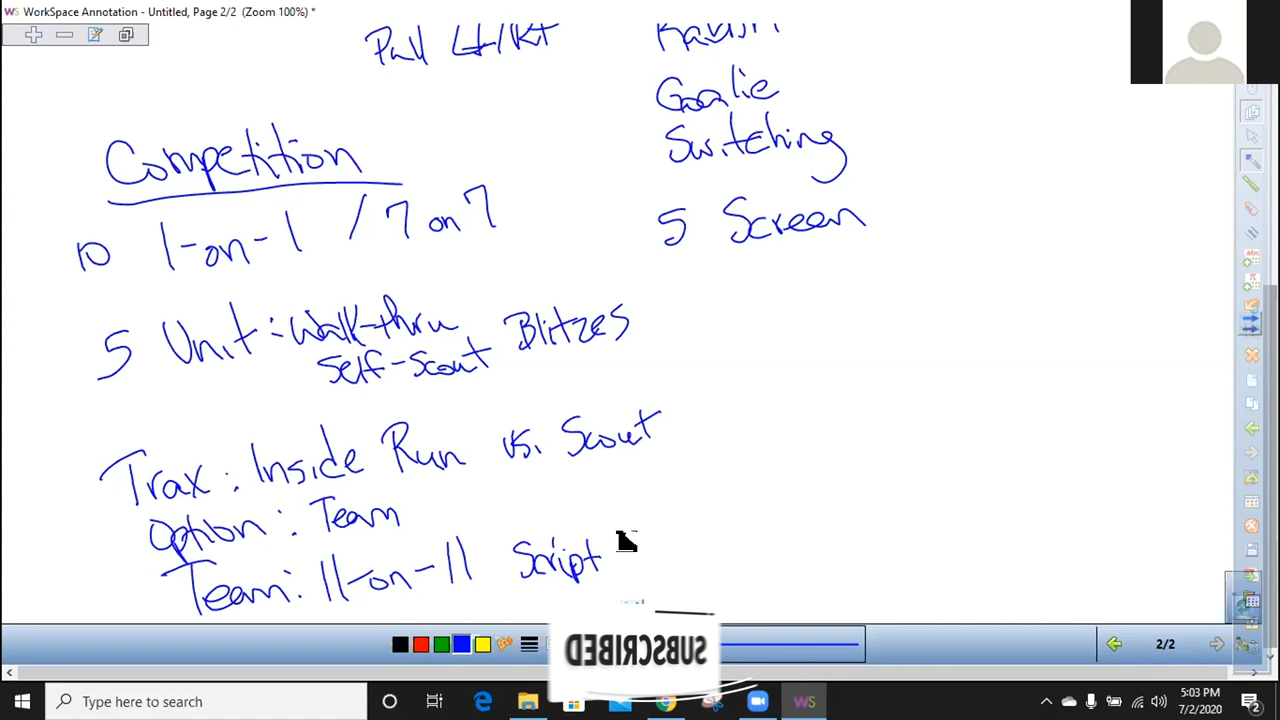 WorkSpace Annotation - Untitled, Page 2/2 (Zoom 100%) *
Pull
Goalie
Switching
5 Screen
Competition
10 1-on-1 / 7 on 7
5 Unit: Walk-thru Blitzes
Self-Scout
Trax: Inside Run vs. Scout
Option: Team
Team: 11-on-11 Script
SUBSCRIBED
2/2
Type here to search
WS
5:03 PM
7/2/2020
2